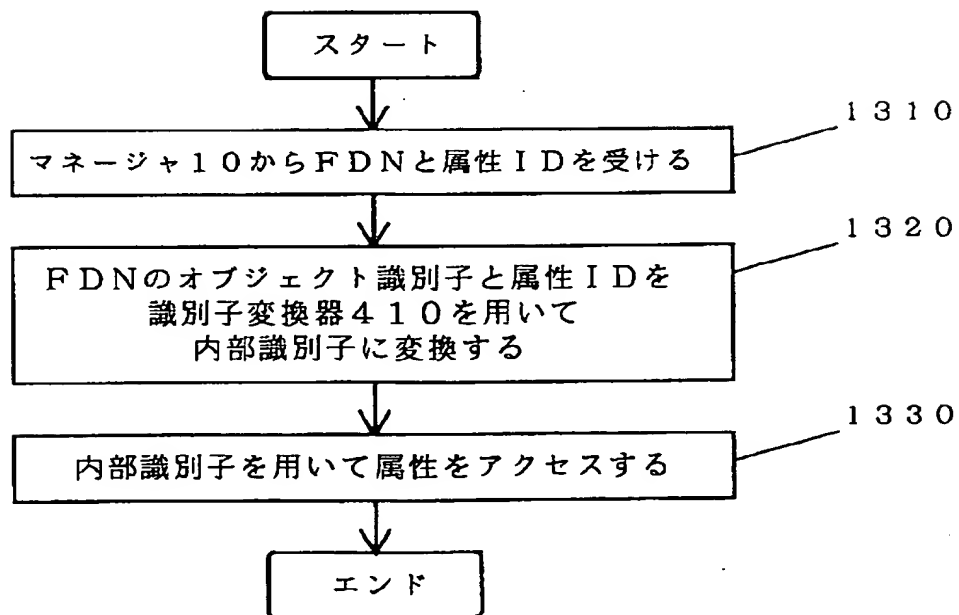 スタート
1310
マネージャ10からFDNと属性IDを受ける
1320
FDNのオブジェクト識別子と属性IDを
識別子変換器410を用いて
内部識別子に変換する
1330
内部識別子を用いて属性をアクセスする
エンド